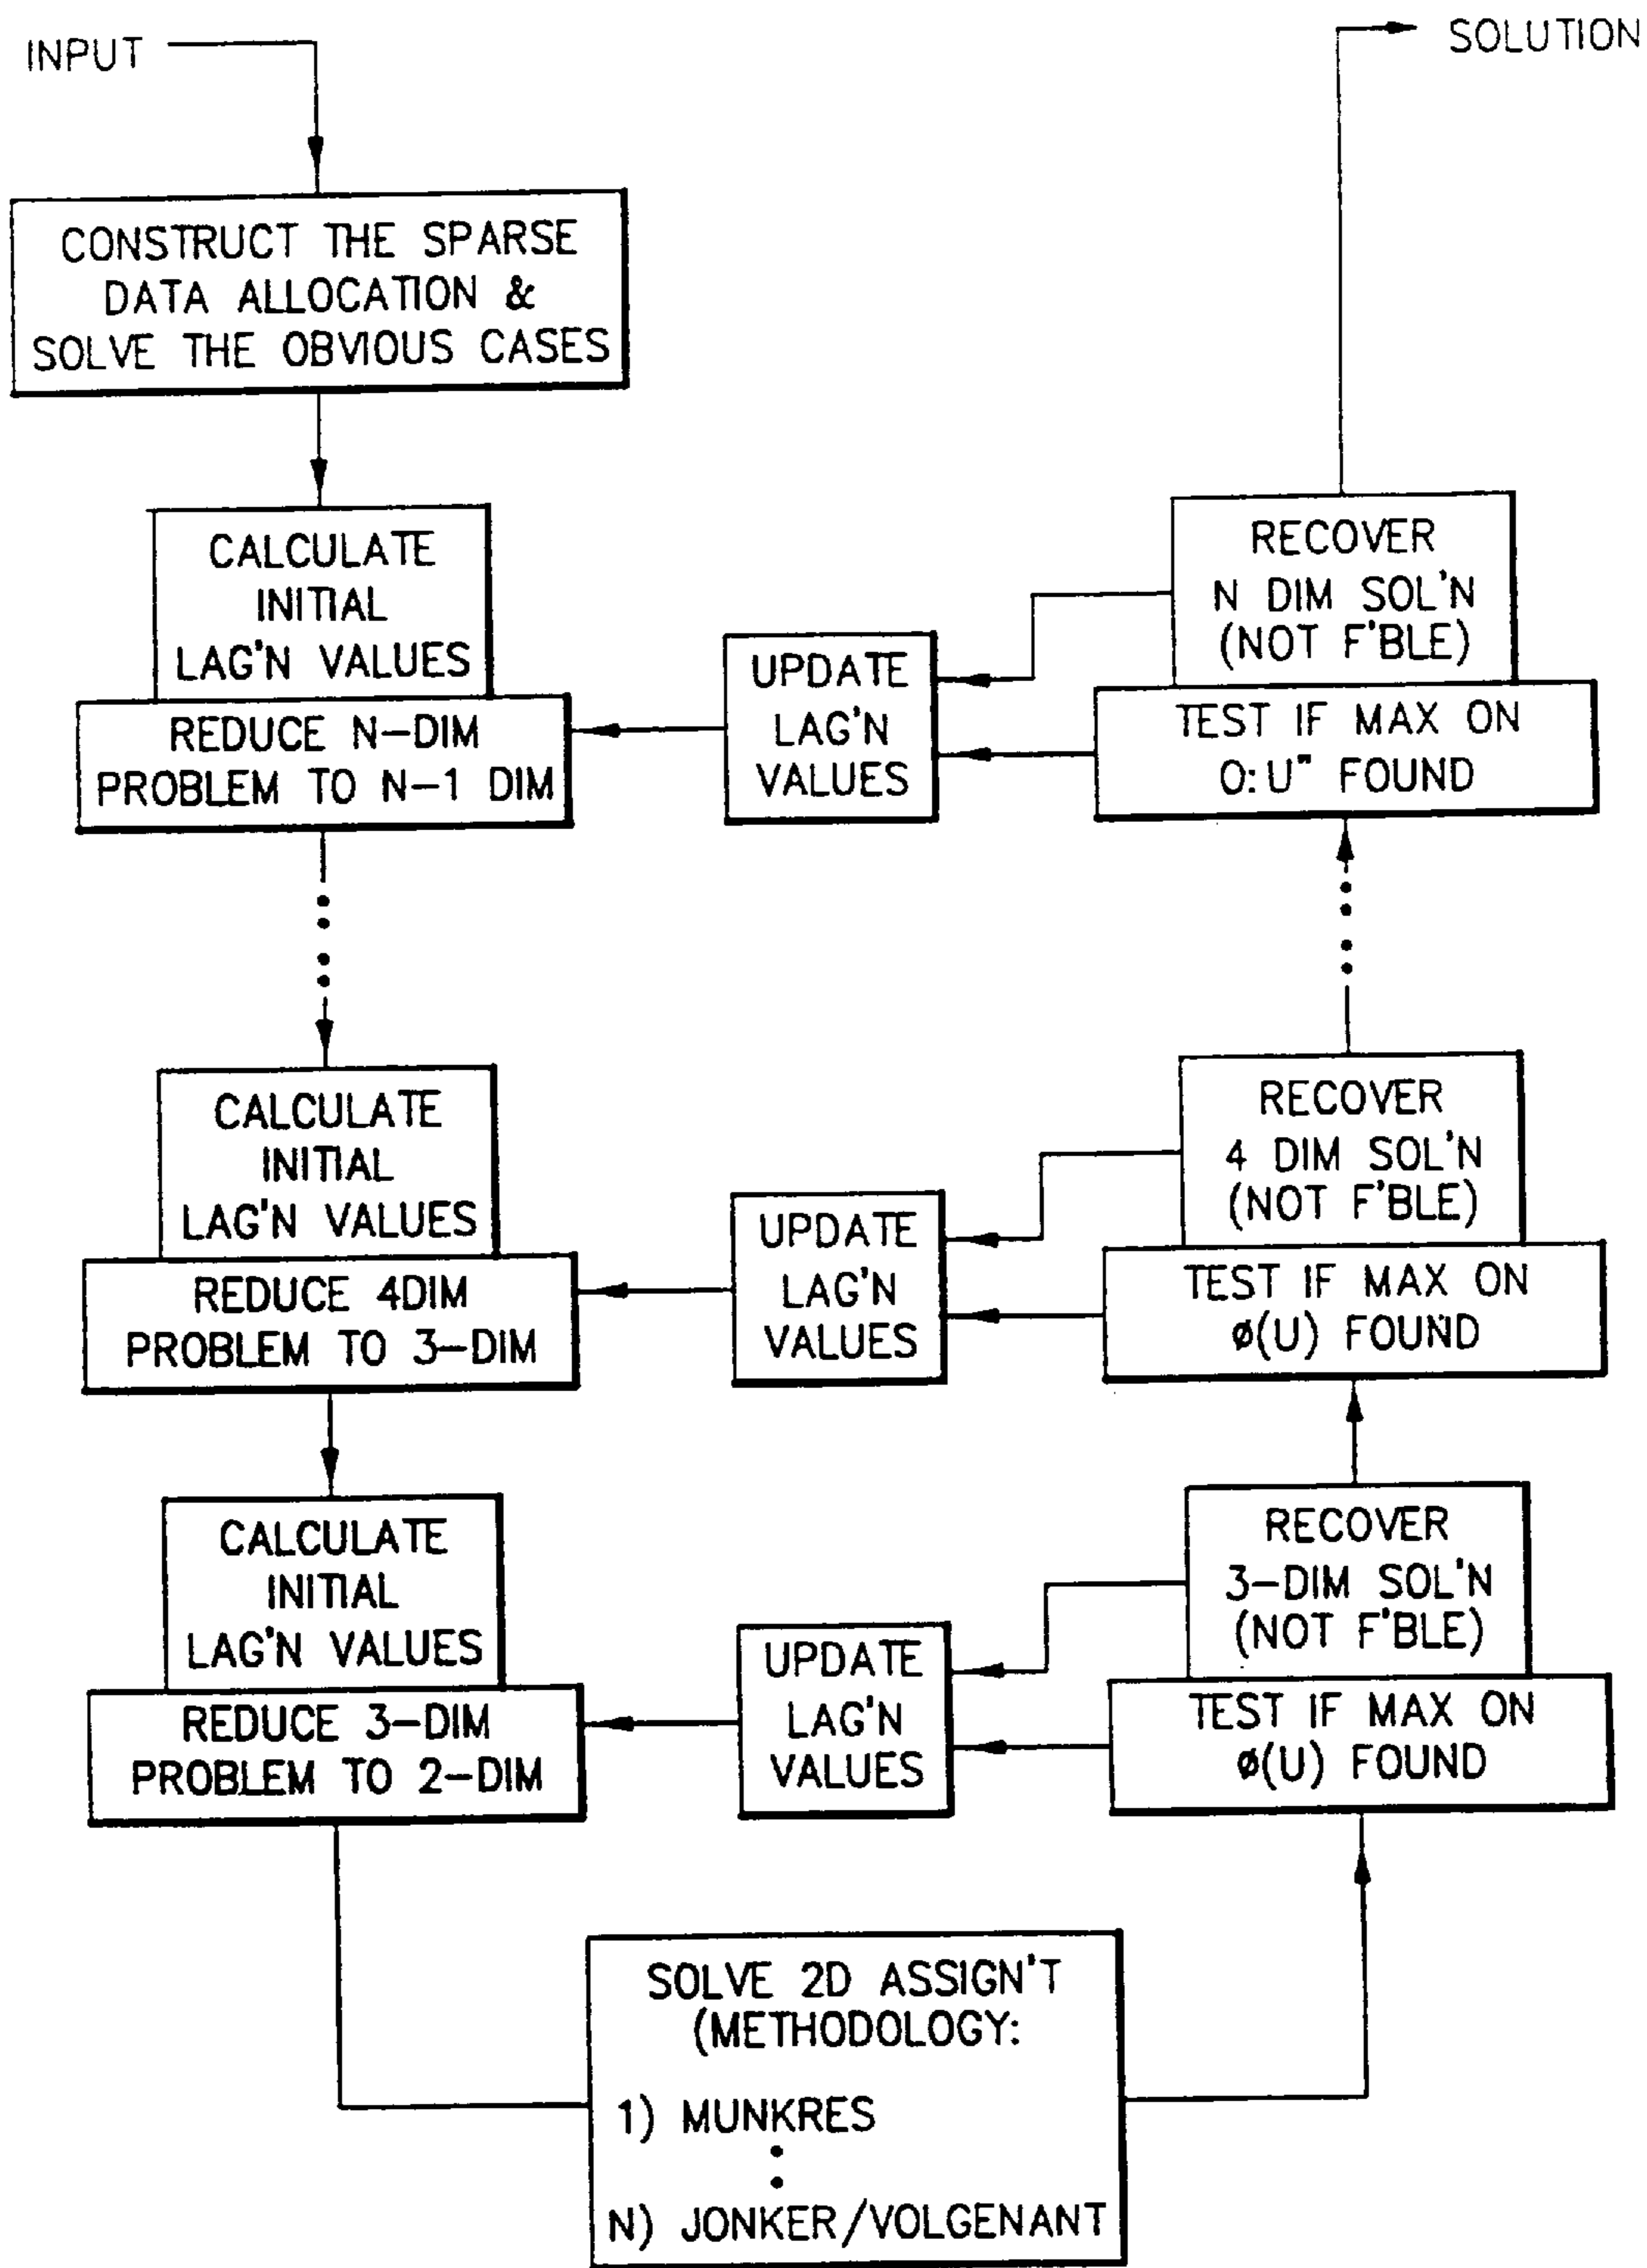 INPUT
SOLUTION
CONSTRUCT THE SPARSE
DATA ALLOCATION &
SOLVE THE OBVIOUS CASES
CALCULATE
INITIAL
LAG'N VALUES
REDUCE N-DIM
PROBLEM TO N-1 DIM
UPDATE
LAG'N
VALUES
RECOVER
N DIM SOL'N
(NOT F'BLE)
TEST IF MAX ON
O:U" FOUND
CALCULATE
INITIAL
LAG'N VALUES
REDUCE 4DIM
PROBLEM TO 3-DIM
UPDATE
LAG'N
VALUES
RECOVER
4 DIM SOL'N
(NOT F'BLE)
TEST IF MAX ON
ø(U) FOUND
CALCULATE
INITIAL
LAG'N VALUES
REDUCE 3-DIM
PROBLEM TO 2-DIM
UPDATE
LAG'N
VALUES
RECOVER
3-DIM SOL'N
(NOT F'BLE)
TEST IF MAX ON
ø(U) FOUND
SOLVE 2D ASSIGN'T
(METHODOLOGY:
1) MUNKRES
N) JONKER/VOLGENANT